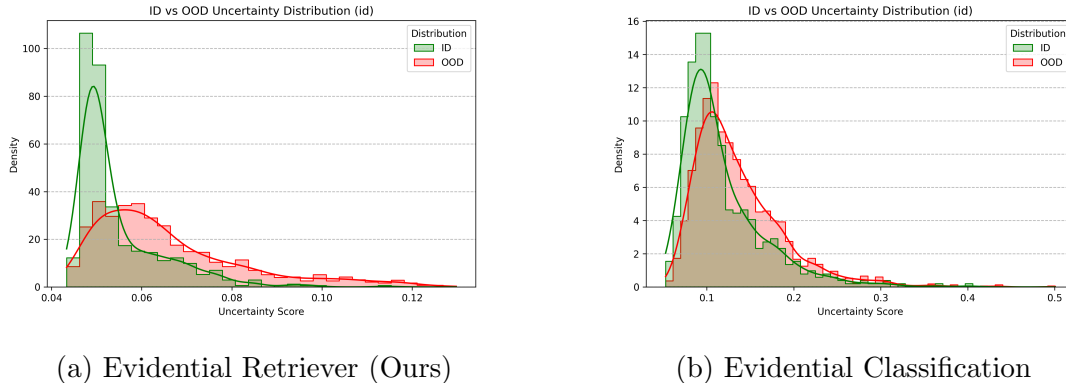 ID vs OOD Uncertainty Distribution (id)
Distribution
ID
OOD
Density
100
80
60
40
20
0
0.04
0.06
0.08
0.10
0.12
Uncertainty Score
(a) Evidential Retriever (Ours)
ID vs OOD Uncertainty Distribution (id)
Distribution
ID
OOD
Density
16
14
12
10
8
6
4
2
0
0.1
0.2
0.3
0.4
0.5
Uncertainty Score
(b) Evidential Classification